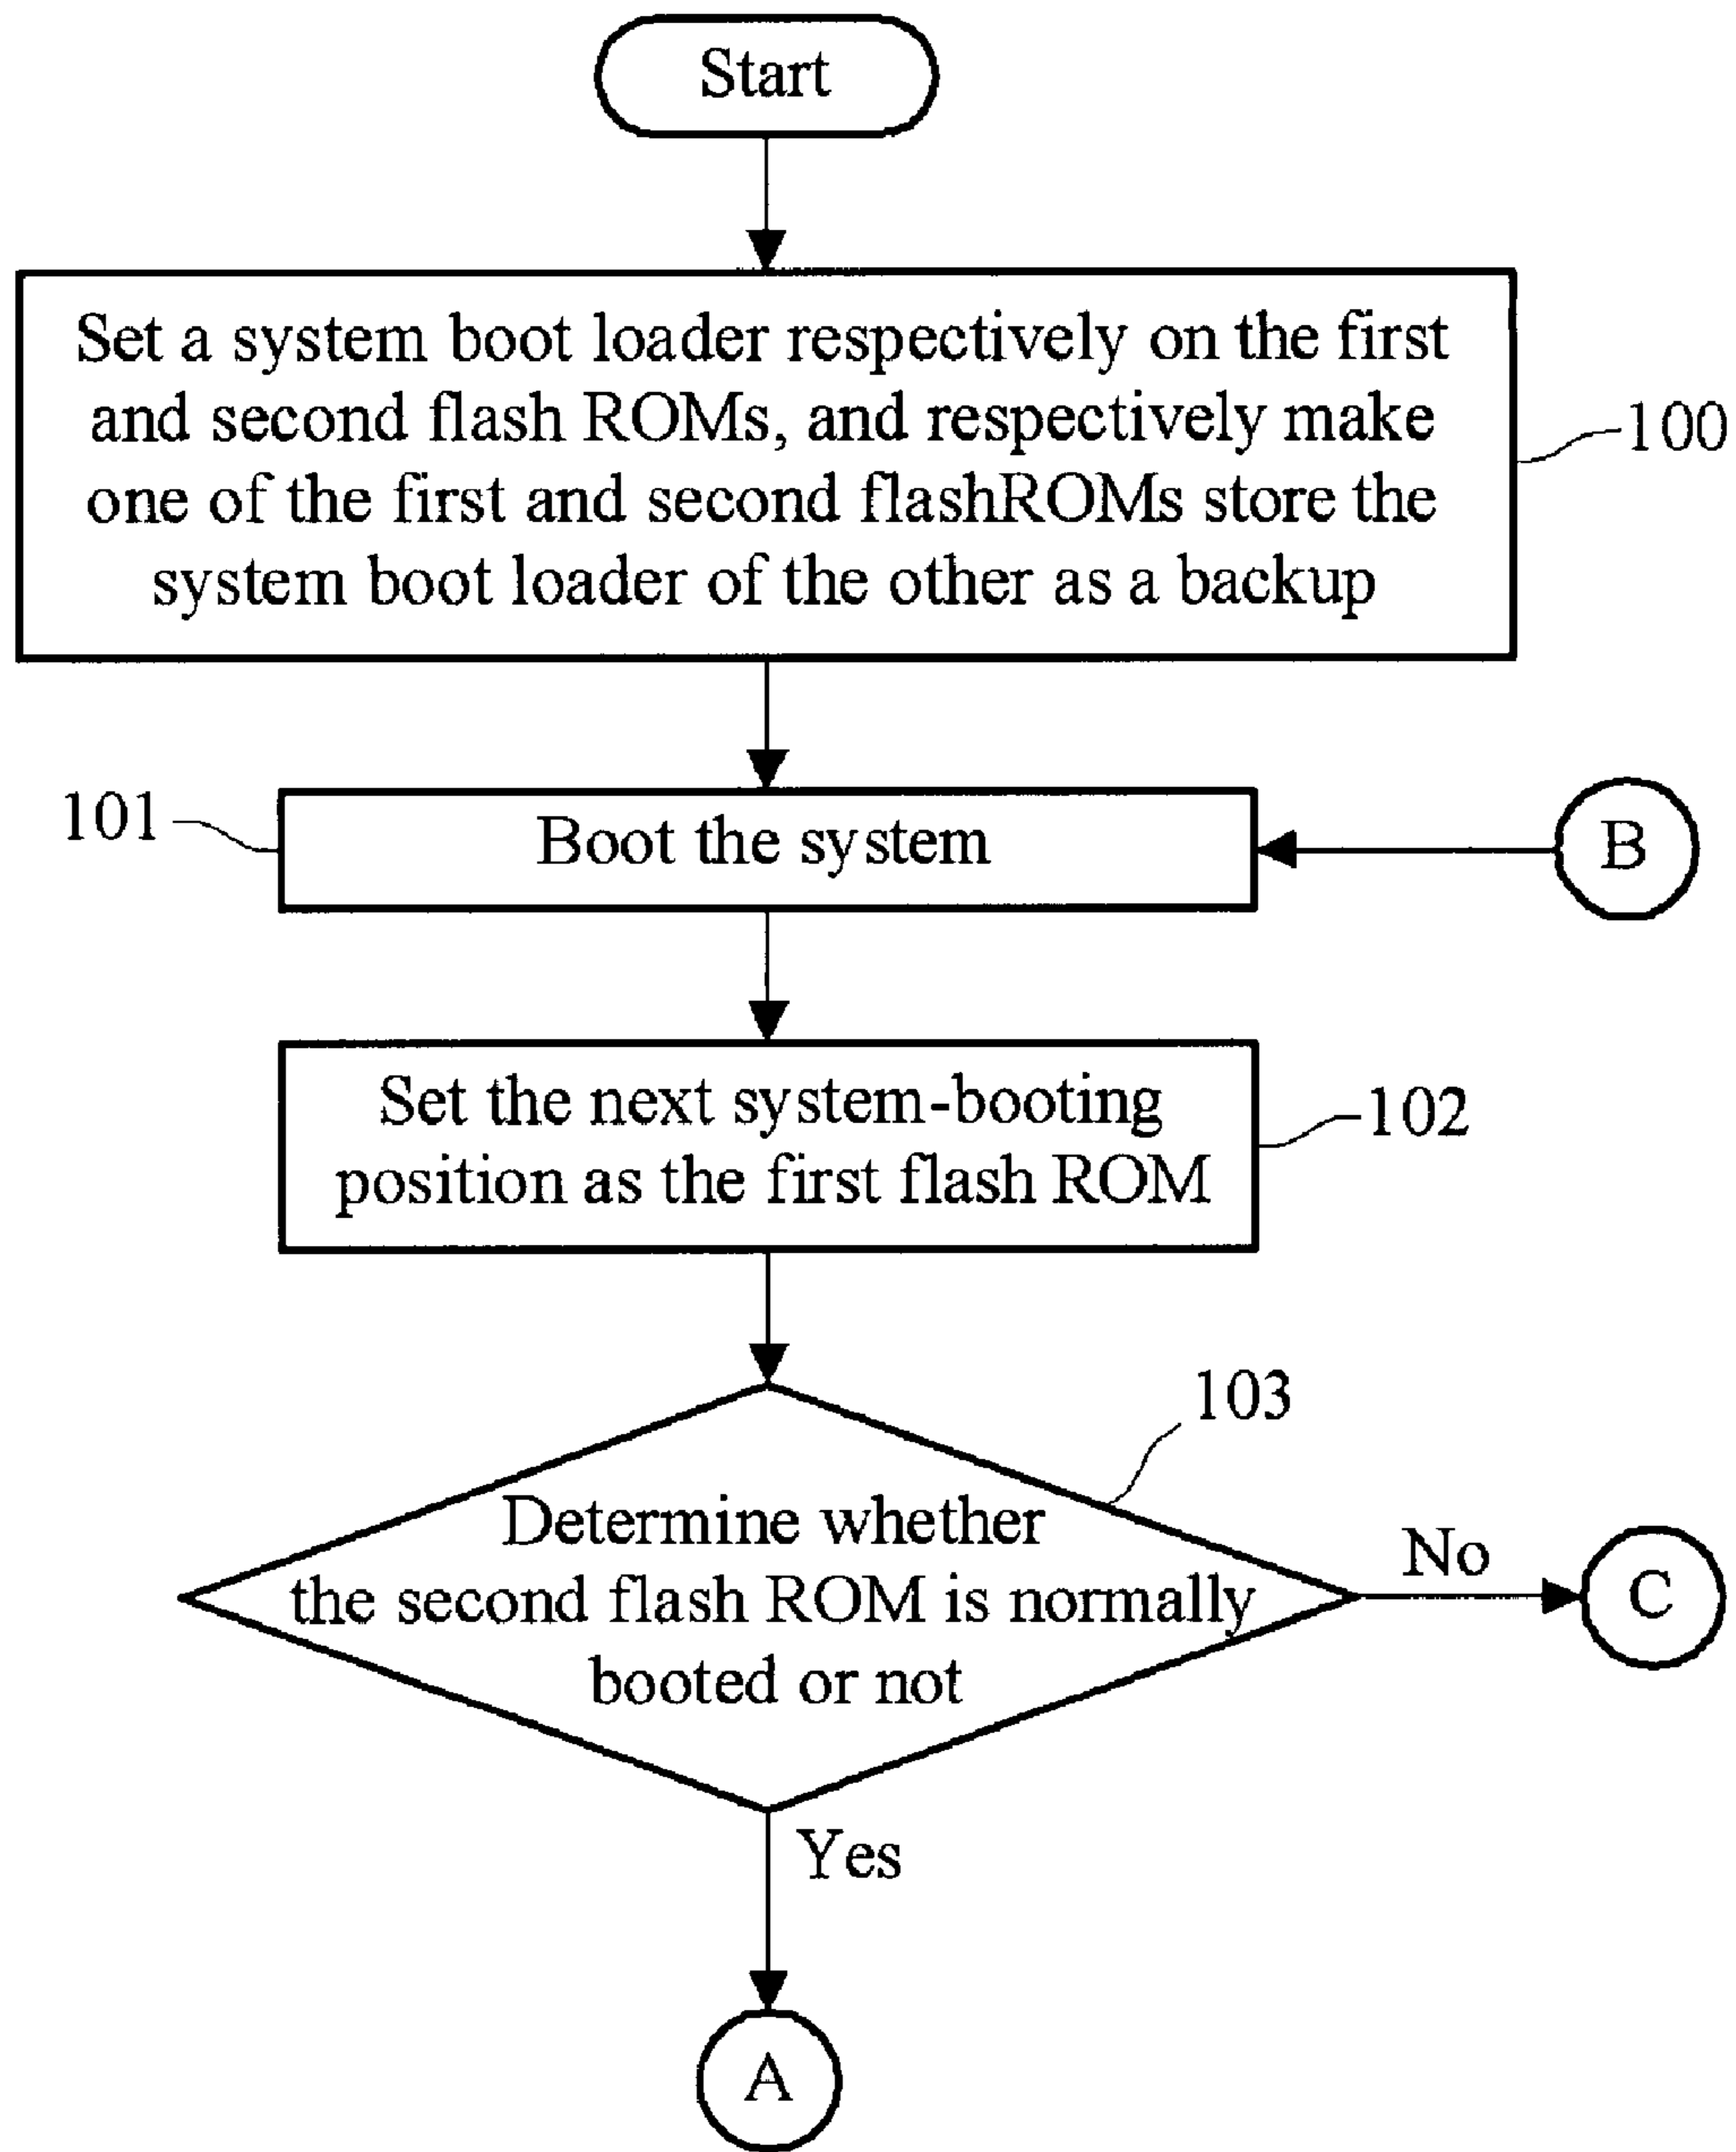 Start
Set a system boot loader respectively on the first
and second flash ROMs, and respectively make
one of the first and second flashROMs store the
system boot loader of the other as a backup
100
101
Boot the system
B
Set the next system-booting
position as the first flash ROM
102
103
Determine whether
the second flash ROM is normally
booted or not
No
C
Yes
A